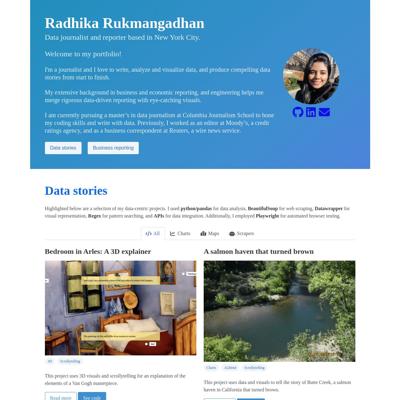 Radhika Rukmangadhan
Data journalist and reporter based in New York City.
Welcome to my portfolio!
I'm a journalist and I love to write, analyze and visualize data, and produce compelling data
stories from start to finish.
My extensive background in business and economic reporting, and engineering helps me
merge rigorous data-driven reporting with eye-catching visuals.
I am currently pursuing a master's in data journalism at Columbia Journalism School to hone
my coding skills and write with data. Previously, I worked as an editor at Moody's, a credit
ratings agency, and as a business correspondent at Reuters, a wire news service.
Data stories
Business reporting
Data stories
Highlighted below are a selection of my data-centric projects. I used python/pandas for data analysis, BeautifulSoup for web scraping, Datawrapper for
visual representation, Regex for pattern searching, and APIs for data integration. Additionally, I employed Playwright for automated browser testing.
All
Charts
Maps
Scrapers
Bedroom in Arles: A 3D explainer
3D
Scrollytelling
This project uses 3D visuals and scrollytelling for an explanation of the
elements of a Van Gogh masterpiece.
Read more
See code
A salmon haven that turned brown
Charts
Ai2html
Scrollytelling
This project uses data and visuals to tell the story of Butte Creek, a salmon
haven in California that turned brown.